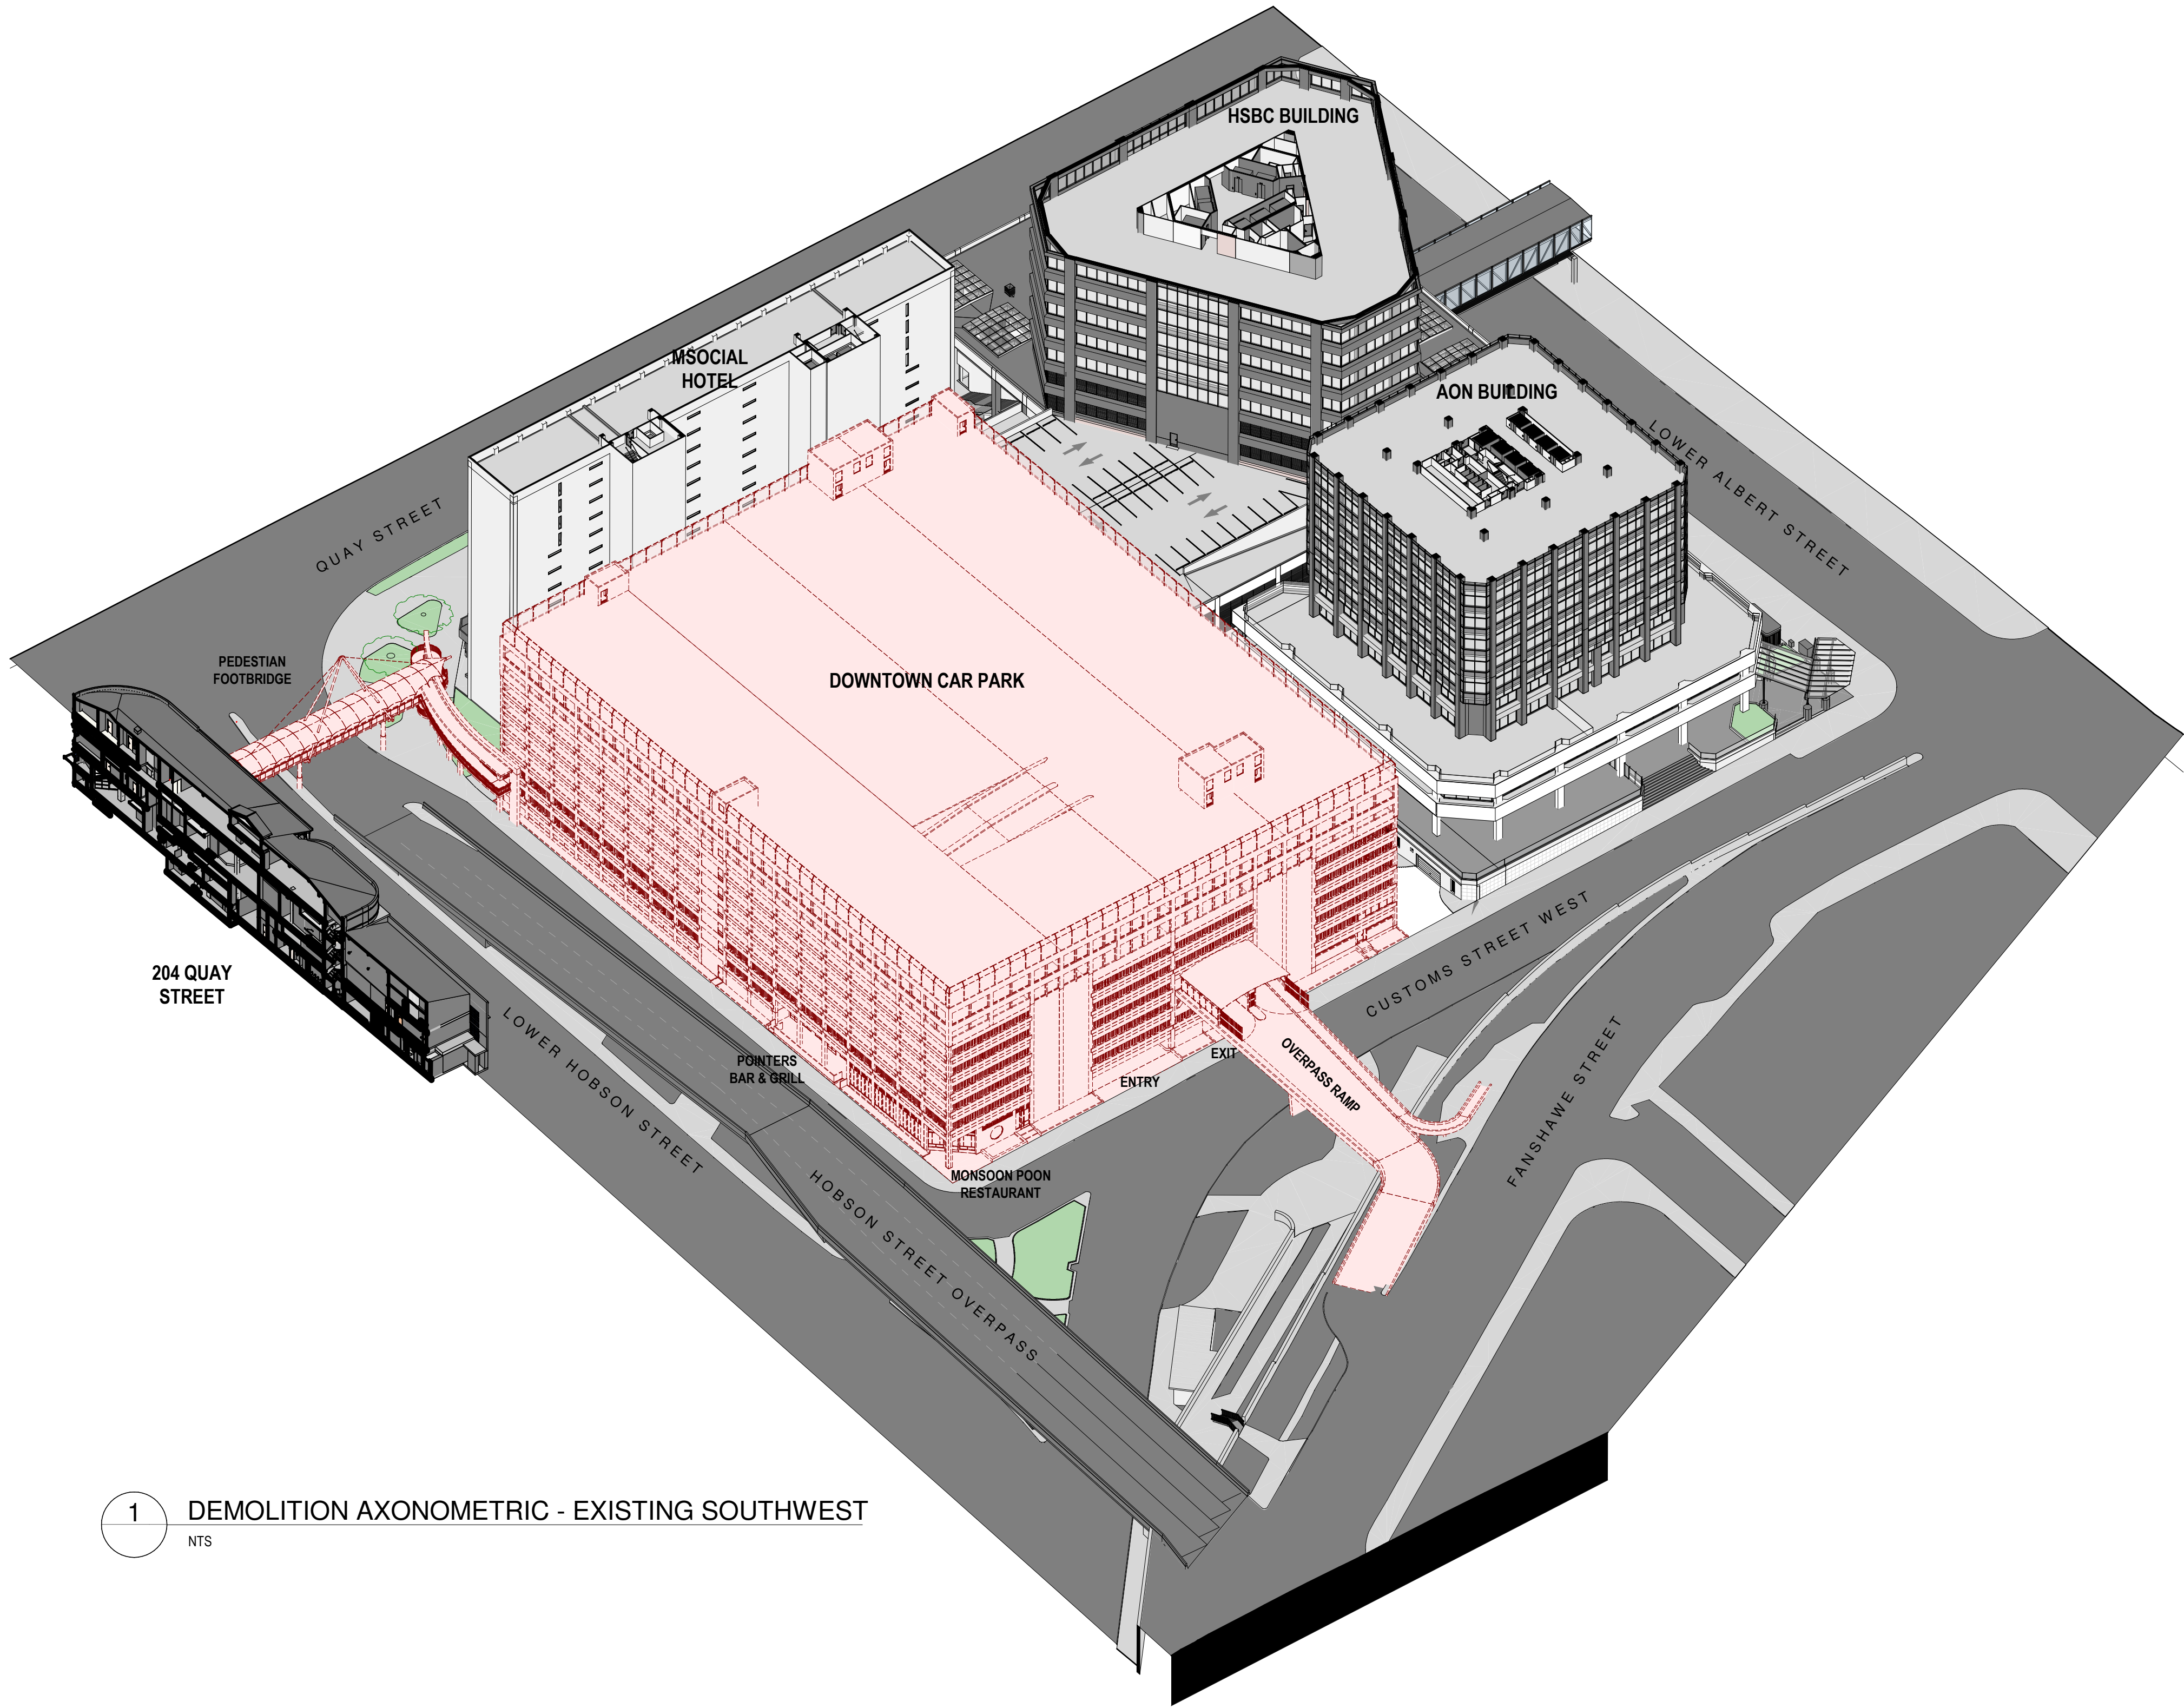 HSBC BUILDING
MSOCIAL
HOTEL
AON BUILDING
LOWER ALBERT STREET
QUAY STREET
PEDESTIAN
FOOTBRIDGE
DOWNTOWN CAR PARK
204 QUAY
STREET
CUSTOMS STREET WEST
LOWER HOBSON STREET
POINTERS
BAR & GRILL
EXIT
ENTRY
OVERPASS RAMP
FANSHAWE STREET
MONSOON POON
RESTAURANT
HOBSON STREET OVERPASS
1 DEMOLITION AXONOMETRIC - EXISTING SOUTHWEST
NTS